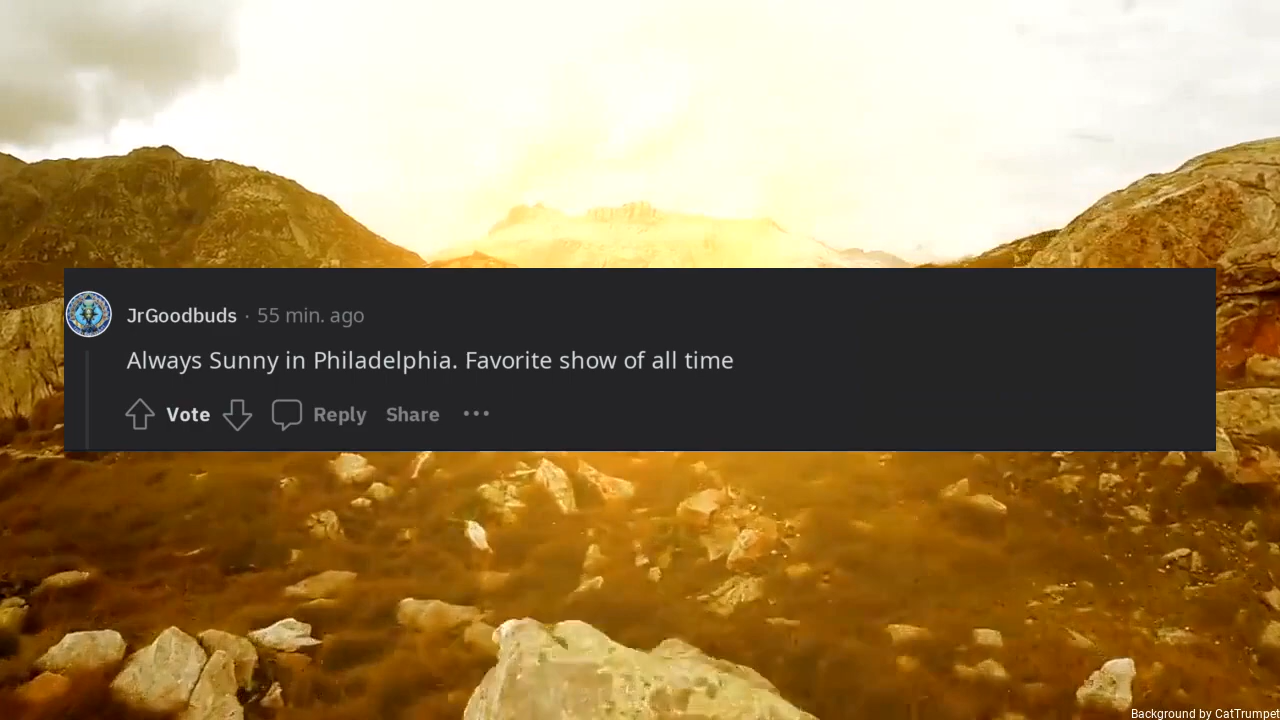 JrGoodbuds · 55 min. ago
Always Sunny in Philadelphia. Favorite show of all time
Vote Reply Share
Background by CatTrumpet